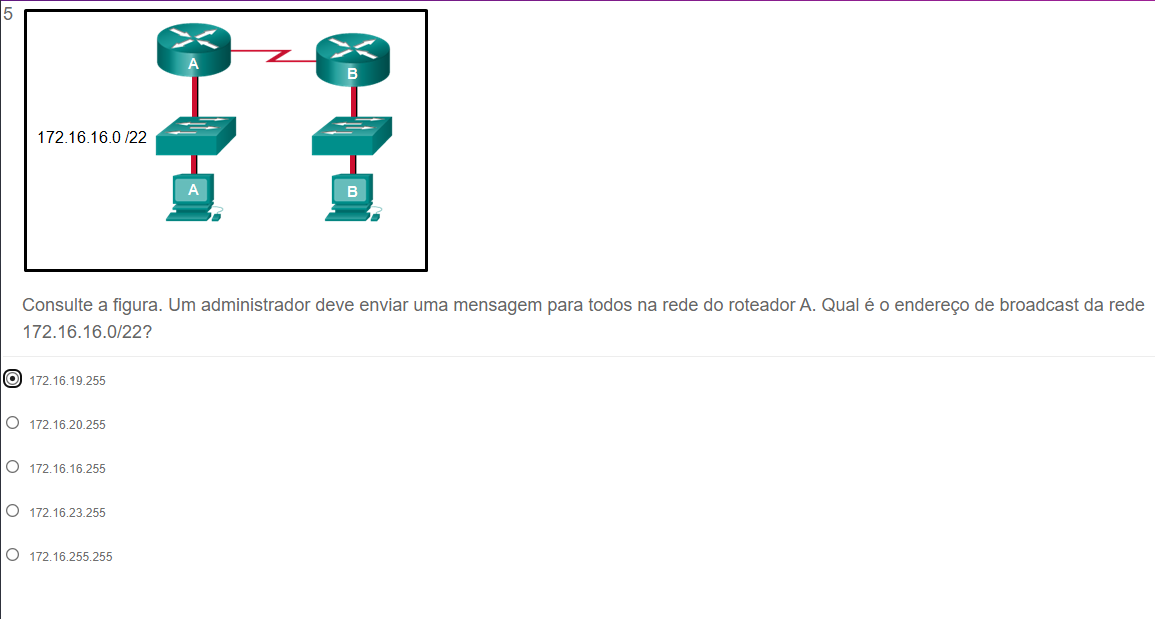 5
A
B
172.16.16.0 /22
A
B
Consulte a figura. Um administrador deve enviar uma mensagem para todos na rede do roteador A. Qual é o endereço de broadcast da rede
172.16.16.0/22?
172.16.19.255
172.16.20.255
172.16.16.255
172.16.23.255
172.16.255.255